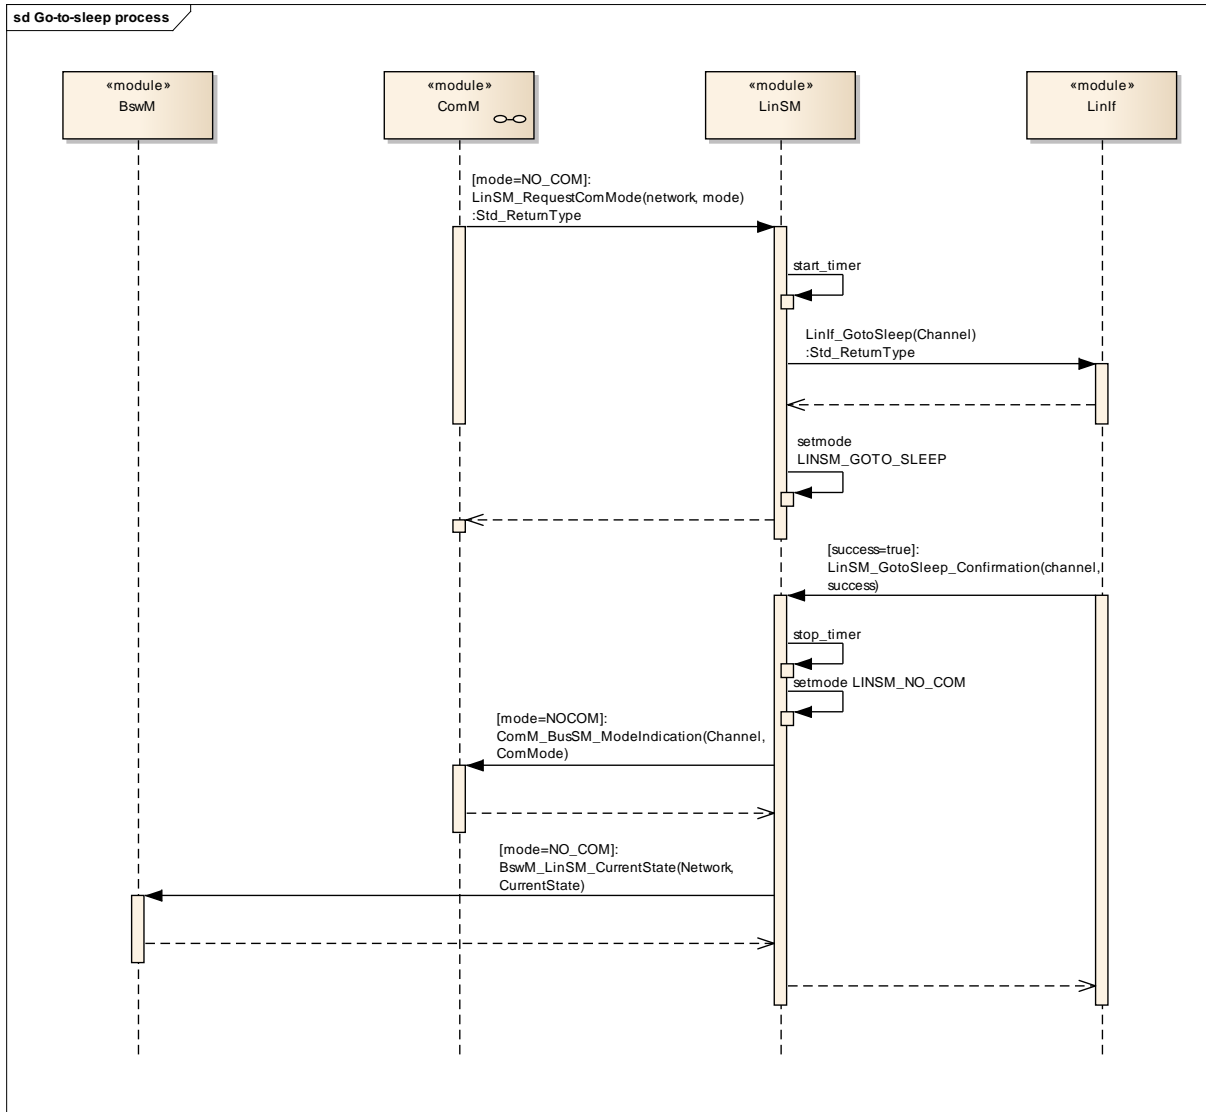 sd Go-to-sleep process
«module»
BswM
«module»
ComM
«module»
LinSM
«module»
LinIf
[mode=NO_COM]:
LinSM_RequestComMode(network, mode)
:Std_ReturnType
start_timer
LinIf_GotoSleep(Channel)
:Std_ReturnType
setmode
LINSM_GOTO_SLEEP
[success=true]:
LinSM_GotoSleep_Confirmation(channel,
success)
stop_timer
setmode LINSM_NO_COM
[mode=NOCOM]:
ComM_BusSM_ModeIndication(Channel,
ComMode)
[mode=NO_COM]:
BswM_LinSM_CurrentState(Network,
CurrentState)